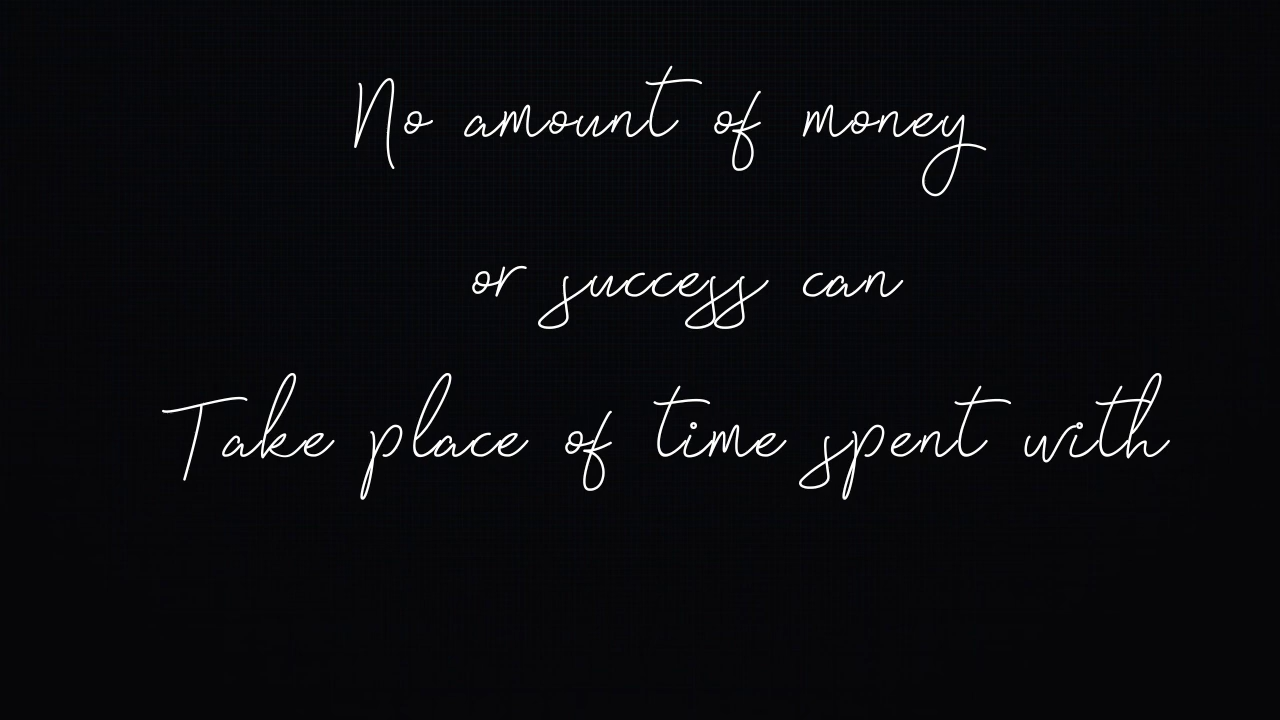 No amount of money
or success can
Take place of time spent with